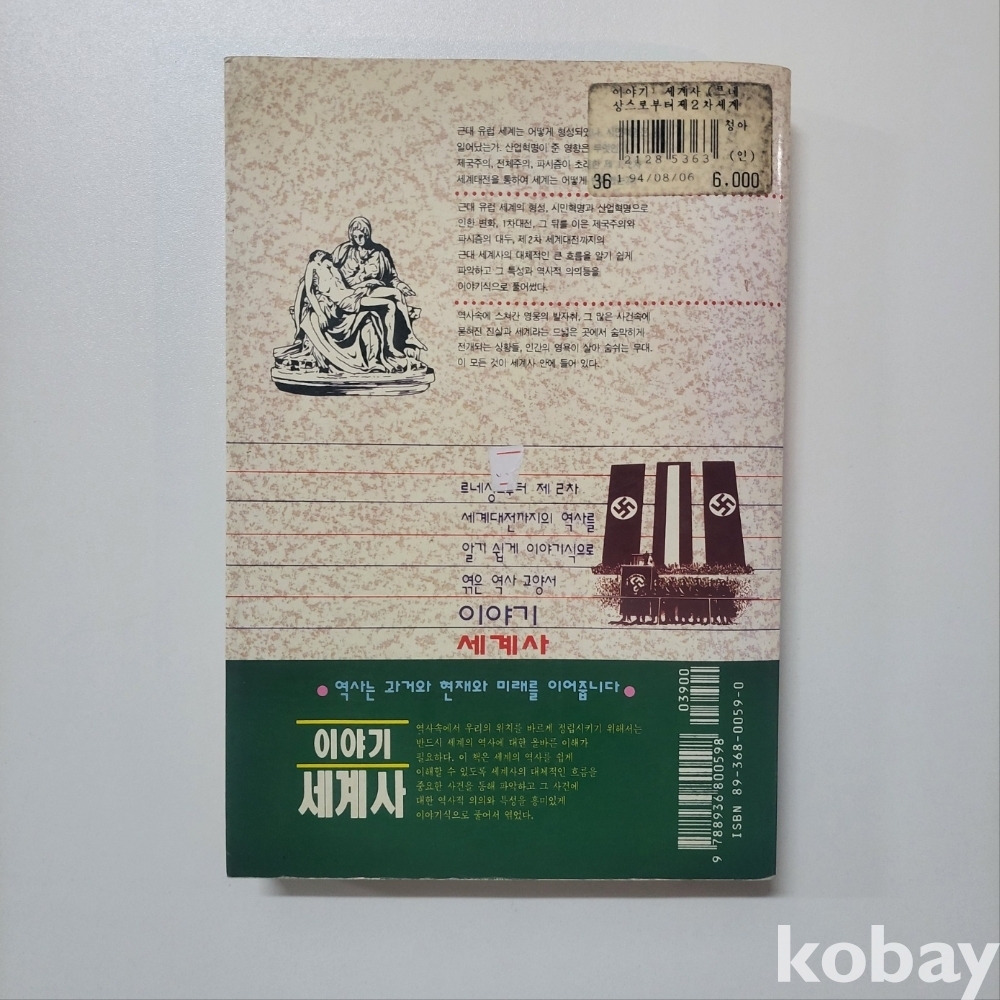 이야기 세계사 르네
상스로부터제2차세계
청아
2128 5363 (인)
36 1 94/08/06 6.000
근대 유럽 세계는 어떻게 형성되었
일어났는가. 산업혁명이 준 영향은
제국주의, 전체주의, 파시즘이 초래한
세계대전을 통하여 세계는 어떻게
근대 유럽 세계의 형성, 시민혁명과 산업혁명으로
인한 변화, 1차대전, 그 뒤를 이은 제국주의와
파시즘의 대두, 제2차 세계대전까지의
근대 세계사의 대체적인 큰 흐름을 알기 쉽게
파악하고 그 특성과 역사적 의의등을
이야기식으로 풀어썼다.
역사속에 스쳐간 영웅의 발자취, 그 많은 사건속에
묻혀진 진실과 세계라는 드넓은 곳에서 숨막히게
전개되는 상황들, 인간의 영욕이 살아 숨쉬는 무대.
이 모든 것이 세계사 안에 들어 있다.
르네상 부터 제 2차
세계대전까지의 역사를
알기 쉽게 이야기식으로
엮은 역사 교양서
이야기
세계사
역사는 과거와 현재와 미래를 이어줍니다
이야기
세계사
역사속에서 우리의 위치를 바르게 정립시키기 위해서는
반드시 세계의 역사에 대한 올바른 이해가
필요하다. 이 책은 세계의 역사를 쉽게
이해할 수 있도록 세계사의 대체적인 흐름을
중요한 사건을 통해 파악하고 그 사건에
대한 역사적 의의와 특성을 흥미있게
이야기식으로 풀어서 엮었다.
03900
9 788936 800598
ISBN 89-368-0059-0
kobay